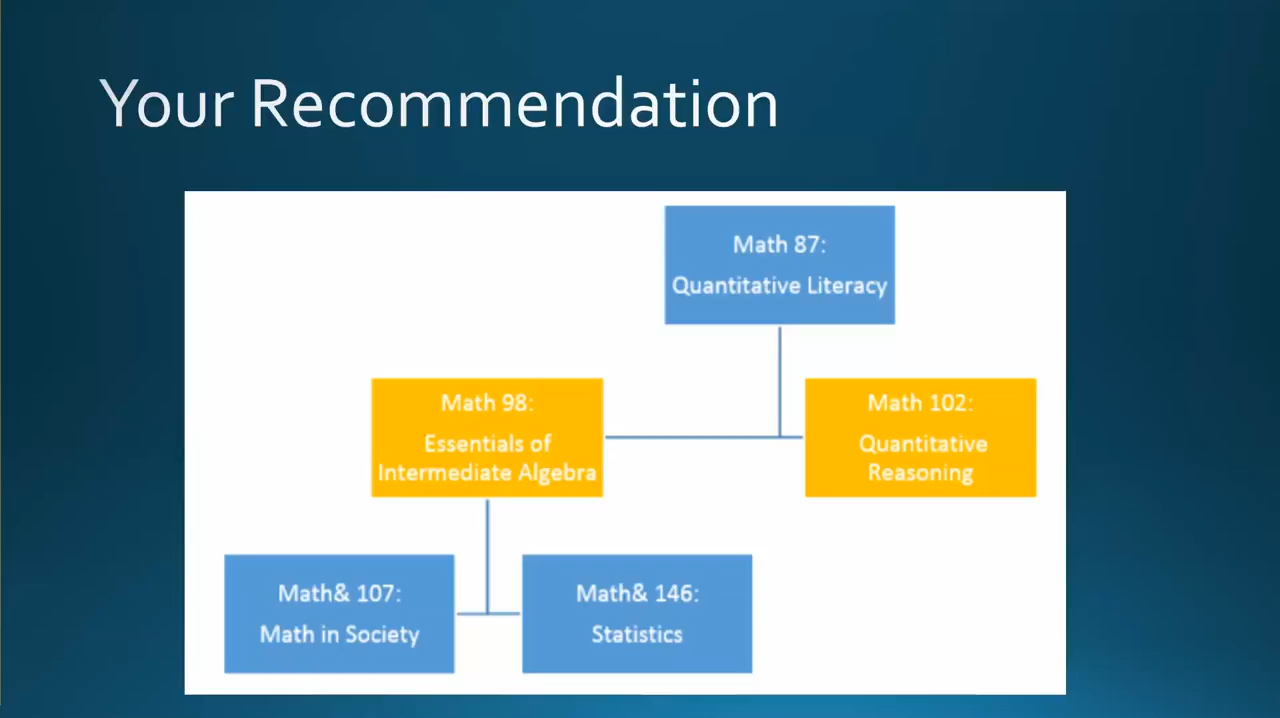 Your Recommendation
Math 87:
Quantitative Literacy
Math 98:
Essentials of
Intermediate Algebra
Math 102:
Quantitative
Reasoning
Math& 107:
Math in Society
Math& 146:
Statistics